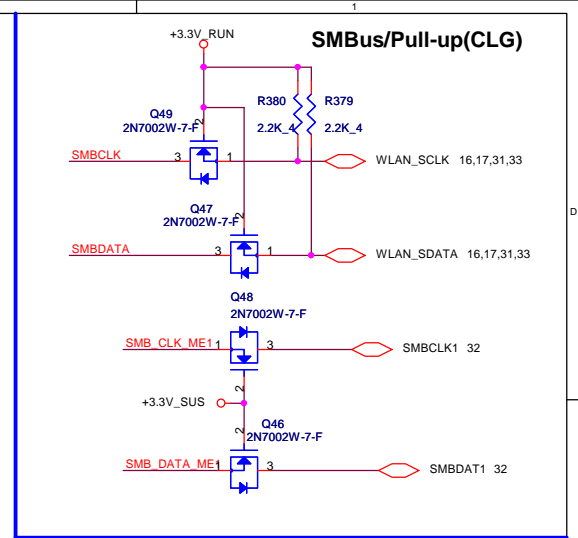 1
+3.3V_RUN
SMBus/Pull-up(CLG)
R380 R379
Q49
2N7002W-7-F
2
2.2K_4 2.2K_4
SMBCLK 3 1 WLAN_SCLK 16,17,31,33
Q47
2N7002W-7-F
2
D
SMBDATA 3 1 WLAN_SDATA 16,17,31,33
Q48
2N7002W-7-F
SMB_CLK_ME1 1 3 SMBCLK1 32
2
+3.3V_SUS
Q46
2
2N7002W-7-F
SMB_DATA_ME1 1 3 SMBDAT1 32